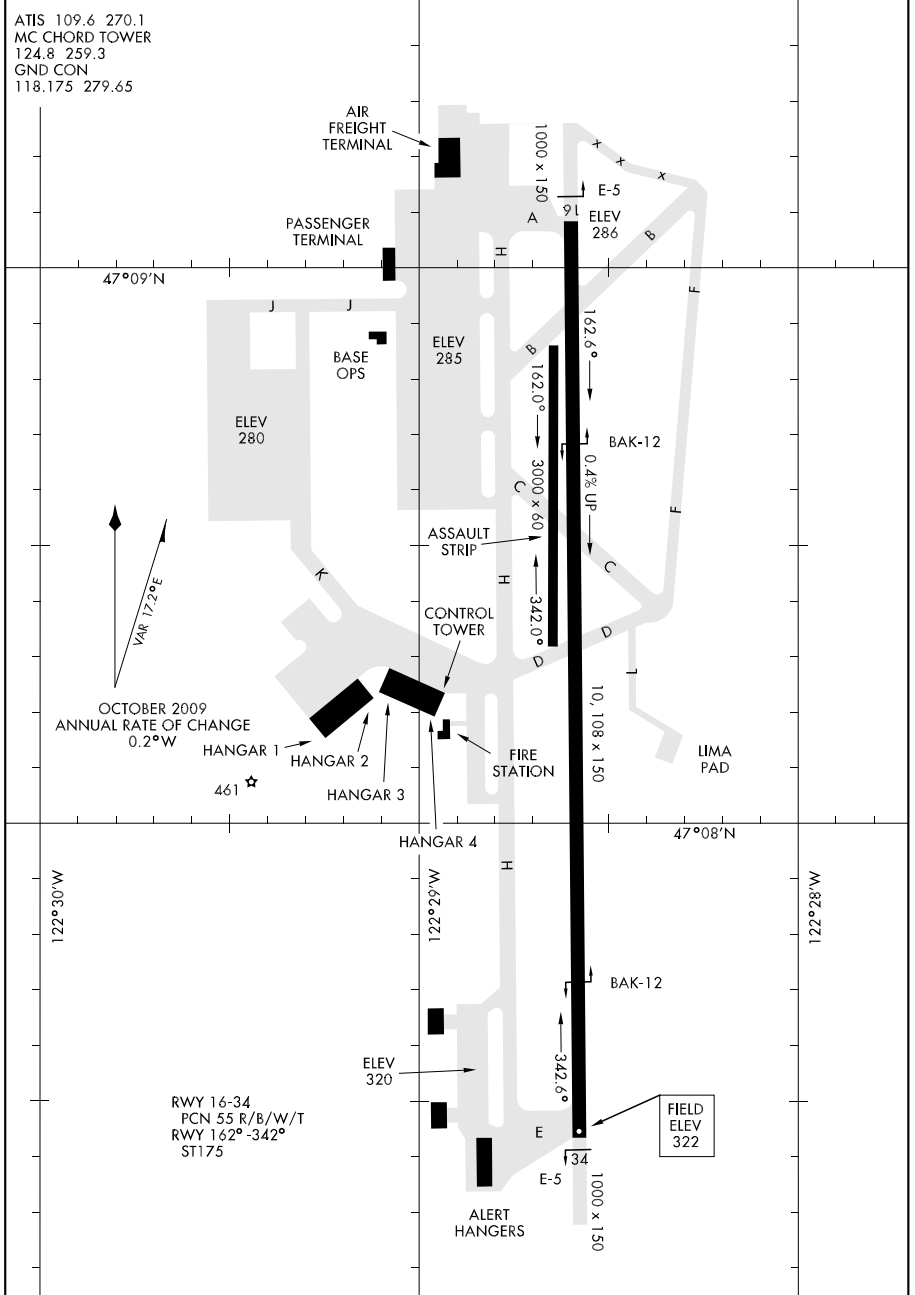 ATIS 109.6 270.1
MC CHORD TOWER
124.8 259.3
GND CON
118.175 279.65
AIR
FREIGHT
TERMINAL
1000 x 150
x
x
x
E-5
A
16
ELEV
286
B
PASSENGER
TERMINAL
H
47°09'N
F
J
J
162.6°
BASE
OPS
ELEV
285
B
162.0°
ELEV
280
BAK-12
0.4% UP
3000 x 60
C
F
ASSAULT
STRIP
C
K
H
342.0°
VAR 17.2°E
CONTROL
TOWER
D
D
L
OCTOBER 2009
ANNUAL RATE OF CHANGE
0.2°W
10, 108 x 150
HANGAR 1
HANGAR 2
FIRE
STATION
LIMA
PAD
461
HANGAR 3
HANGAR 4
47°08'N
H
122°30'W
122°29'W
122°28'W
BAK-12
ELEV
320
342.6°
RWY 16-34
PCN 55 R/B/W/T
RWY 162°-342°
ST175
FIELD
ELEV
322
E
34
E-5
1000 x 150
ALERT
HANGERS